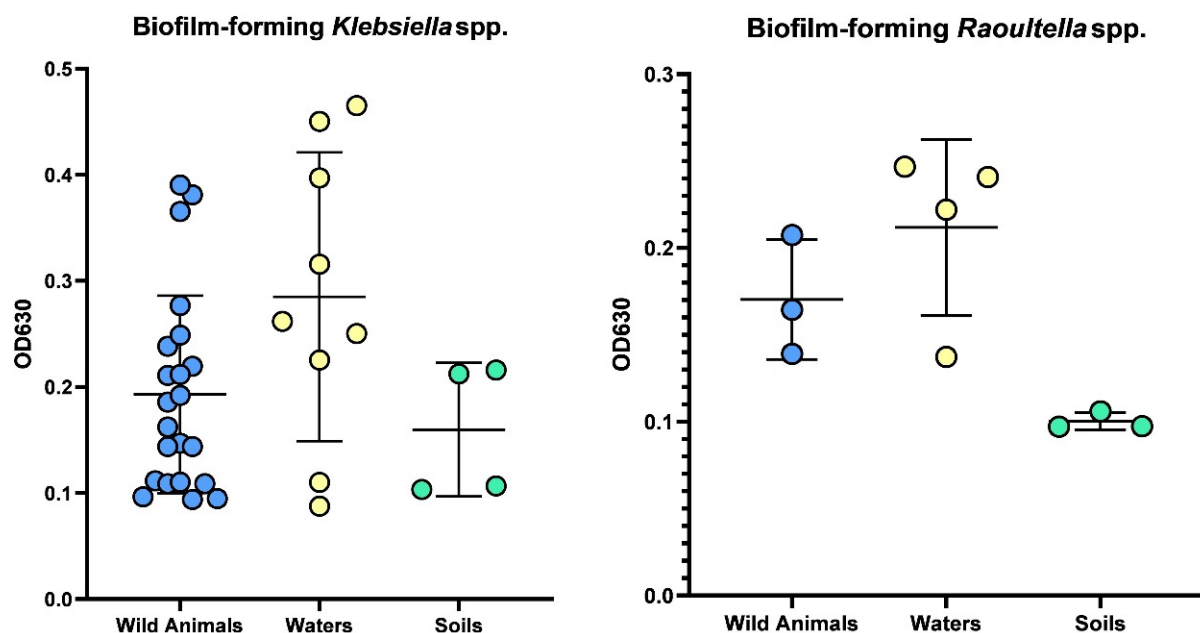 Biofilm-forming Klebsiella spp.
OD630
0.5
0.4
0.3
0.2
0.1
0.0
Wild Animals
Waters
Soils
Biofilm-forming Raoultella spp.
OD630
0.3
0.2
0.1
0.0
Wild Animals
Waters
Soils